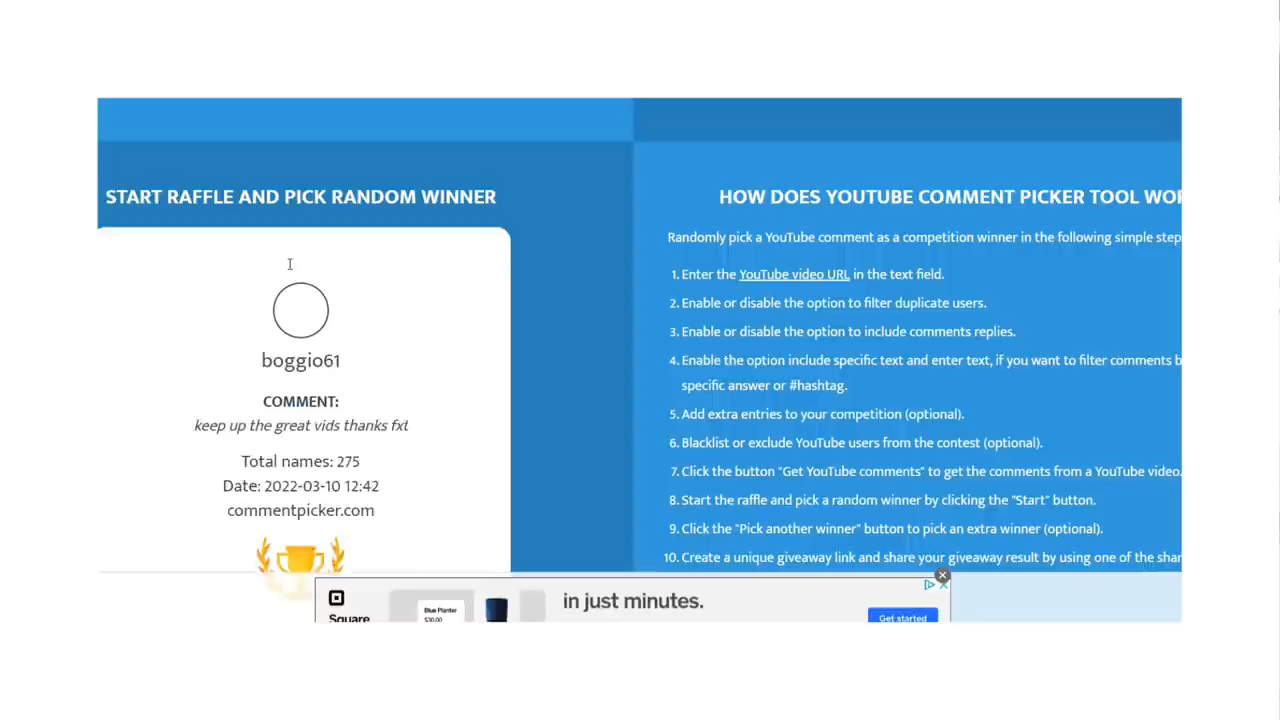 START RAFFLE AND PICK RANDOM WINNER
boggio61
COMMENT:
keep up the great vids thanks fxt
Total names: 275
Date: 2022-03-10 12:42
commentpicker.com
HOW DOES YOUTUBE COMMENT PICKER TOOL WOR
Randomly pick a YouTube comment as a competition winner in the following simple step
1. Enter the YouTube video URL in the text field.
2. Enable or disable the option to filter duplicate users.
3. Enable or disable the option to include comments replies.
4. Enable the option include specific text and enter text, if you want to filter comments b
specific answer or #hashtag.
5. Add extra entries to your competition (optional).
6. Blacklist or exclude YouTube users from the contest (optional).
7. Click the button "Get YouTube comments" to get the comments from a YouTube video.
8. Start the raffle and pick a random winner by clicking the "Start" button.
9. Click the "Pick another winner" button to pick an extra winner (optional).
10. Create a unique giveaway link and share your giveaway result by using one of the shar
Square
Blue Planter
$30.00
in just minutes.
Get started